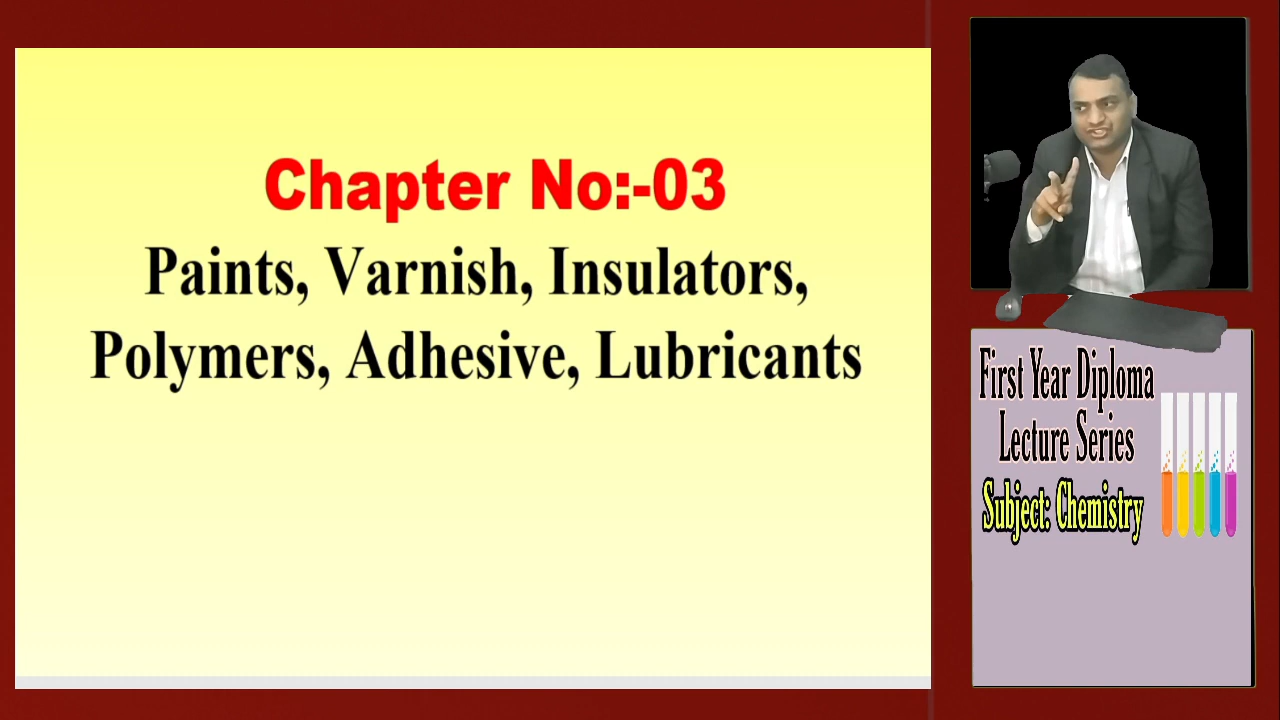 Chapter No:-03
Paints, Varnish, Insulators,
Polymers, Adhesive, Lubricants
First Year Diploma
Lecture Series
Subject: Chemistry